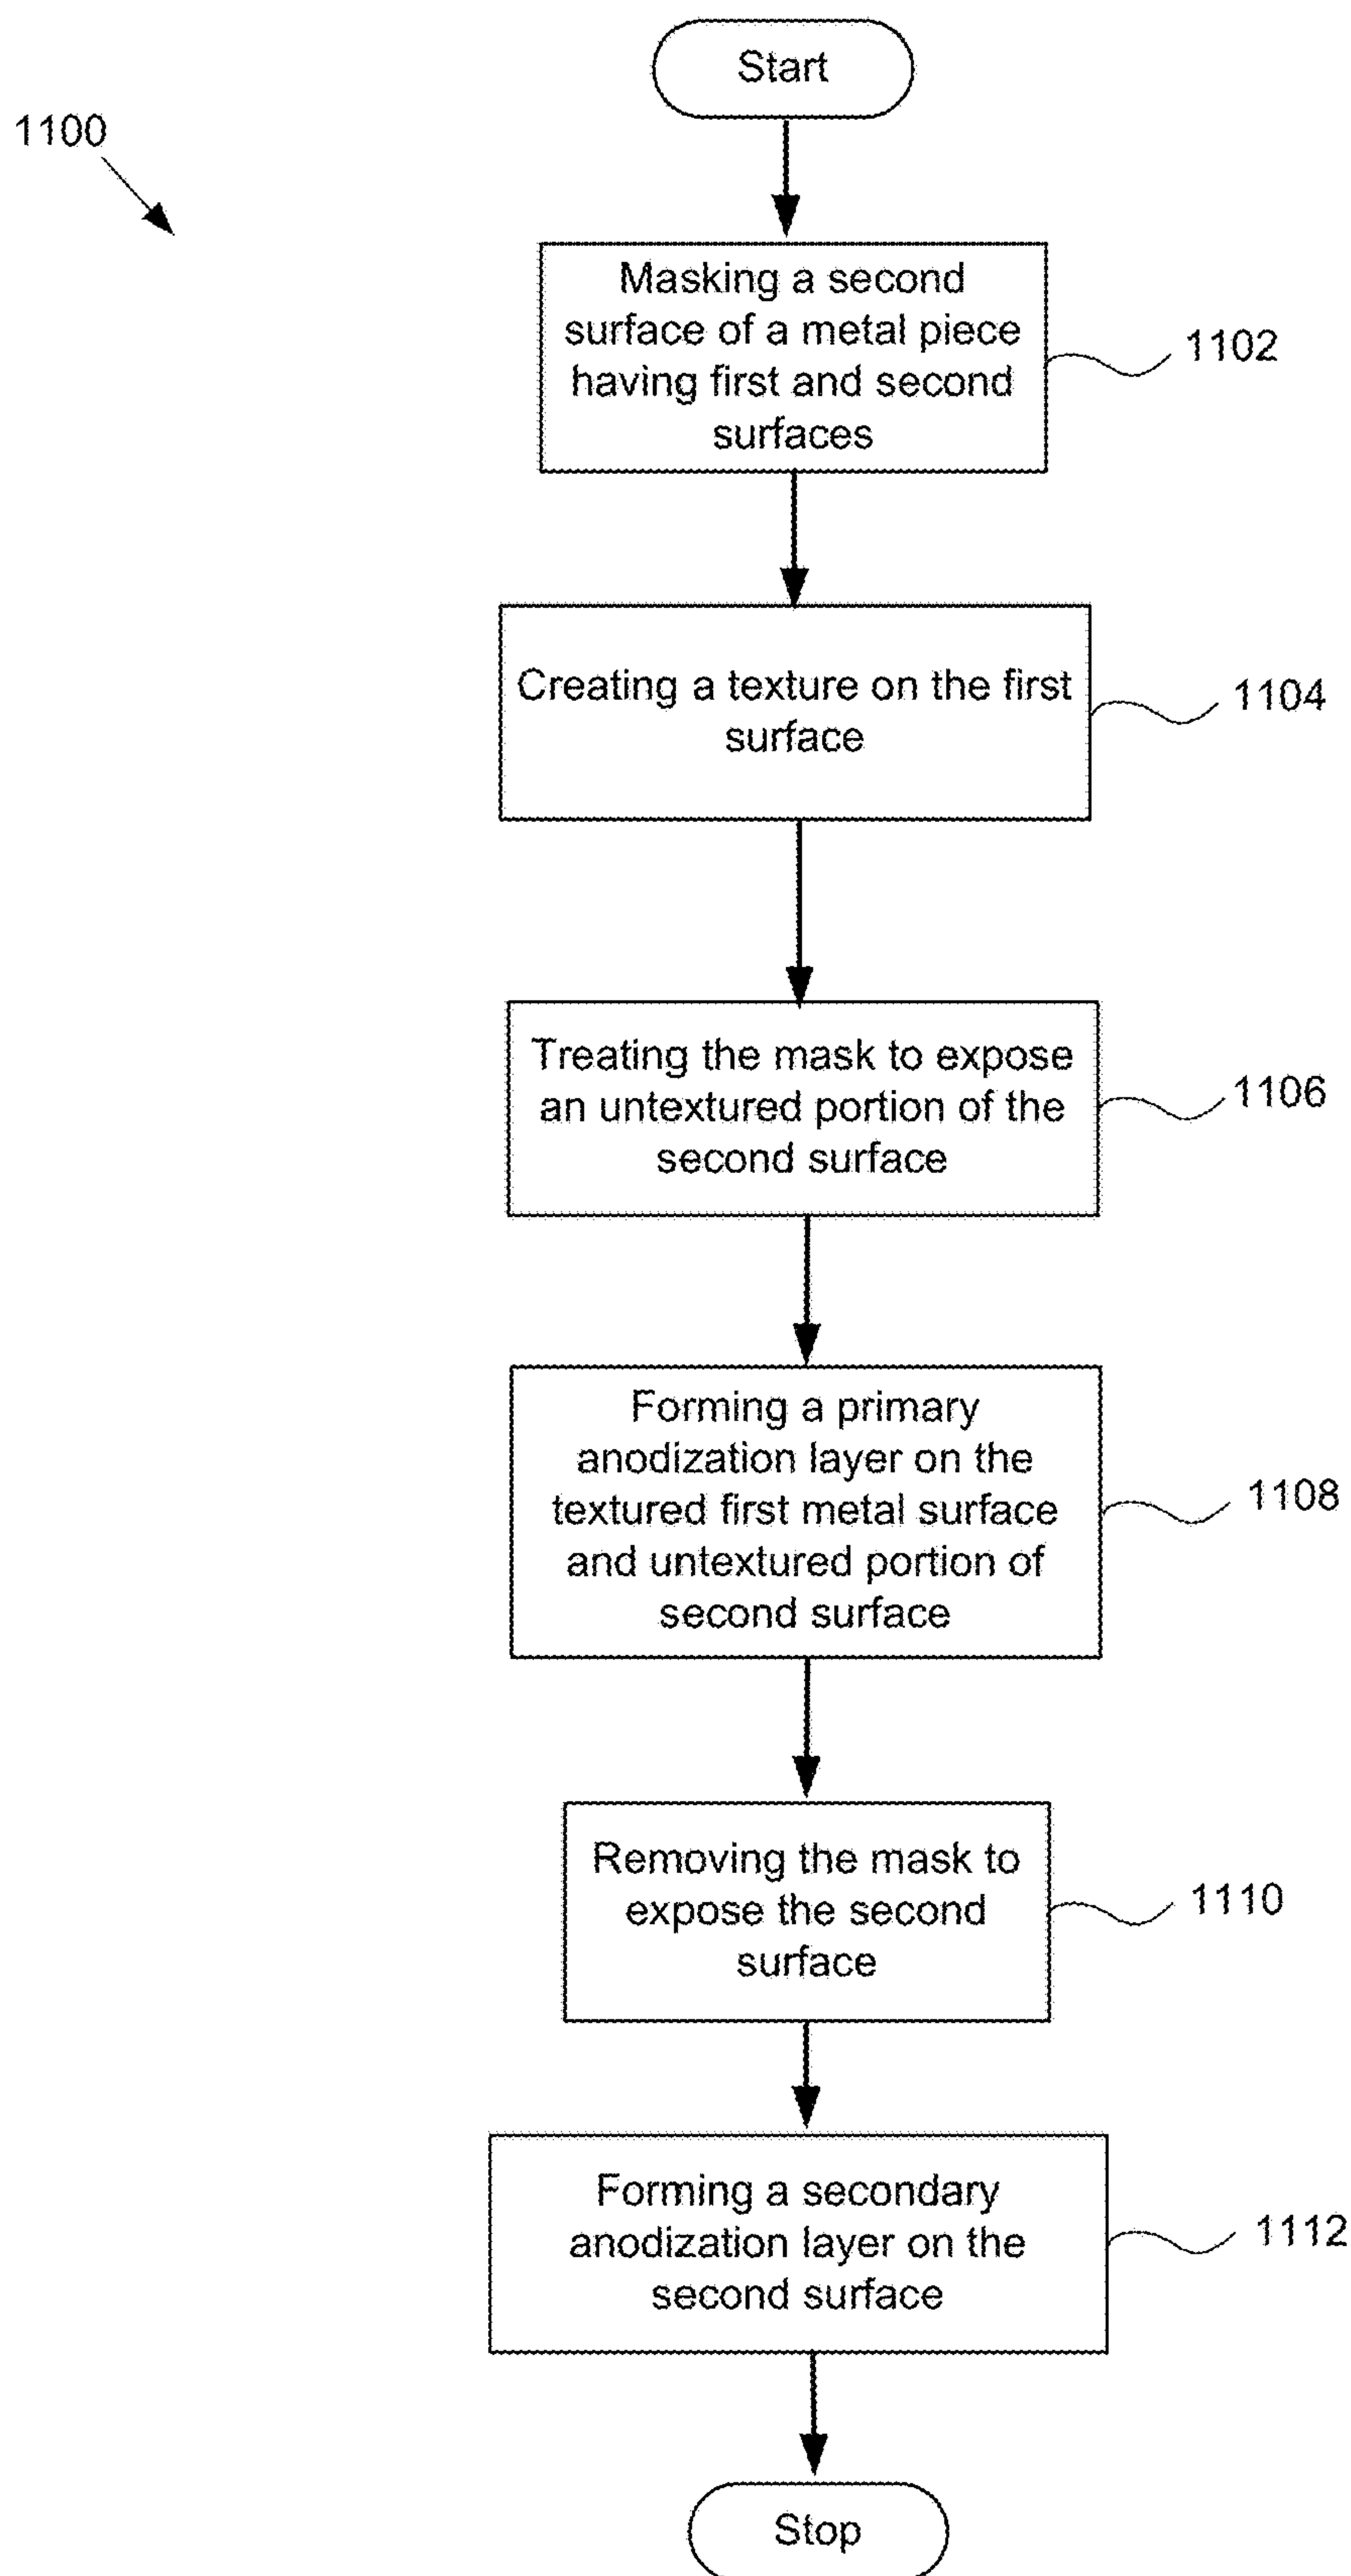 Start
1100
Masking a second
surface of a metal piece
having first and second
surfaces
1102
Creating a texture on the first
surface
1104
Treating the mask to expose
an untextured portion of the
second surface
1106
Forming a primary
anodization layer on the
textured first metal surface
and untextured portion of
second surface
1108
Removing the mask to
expose the second
surface
1110
Forming a secondary
anodization layer on the
second surface
1112
Stop